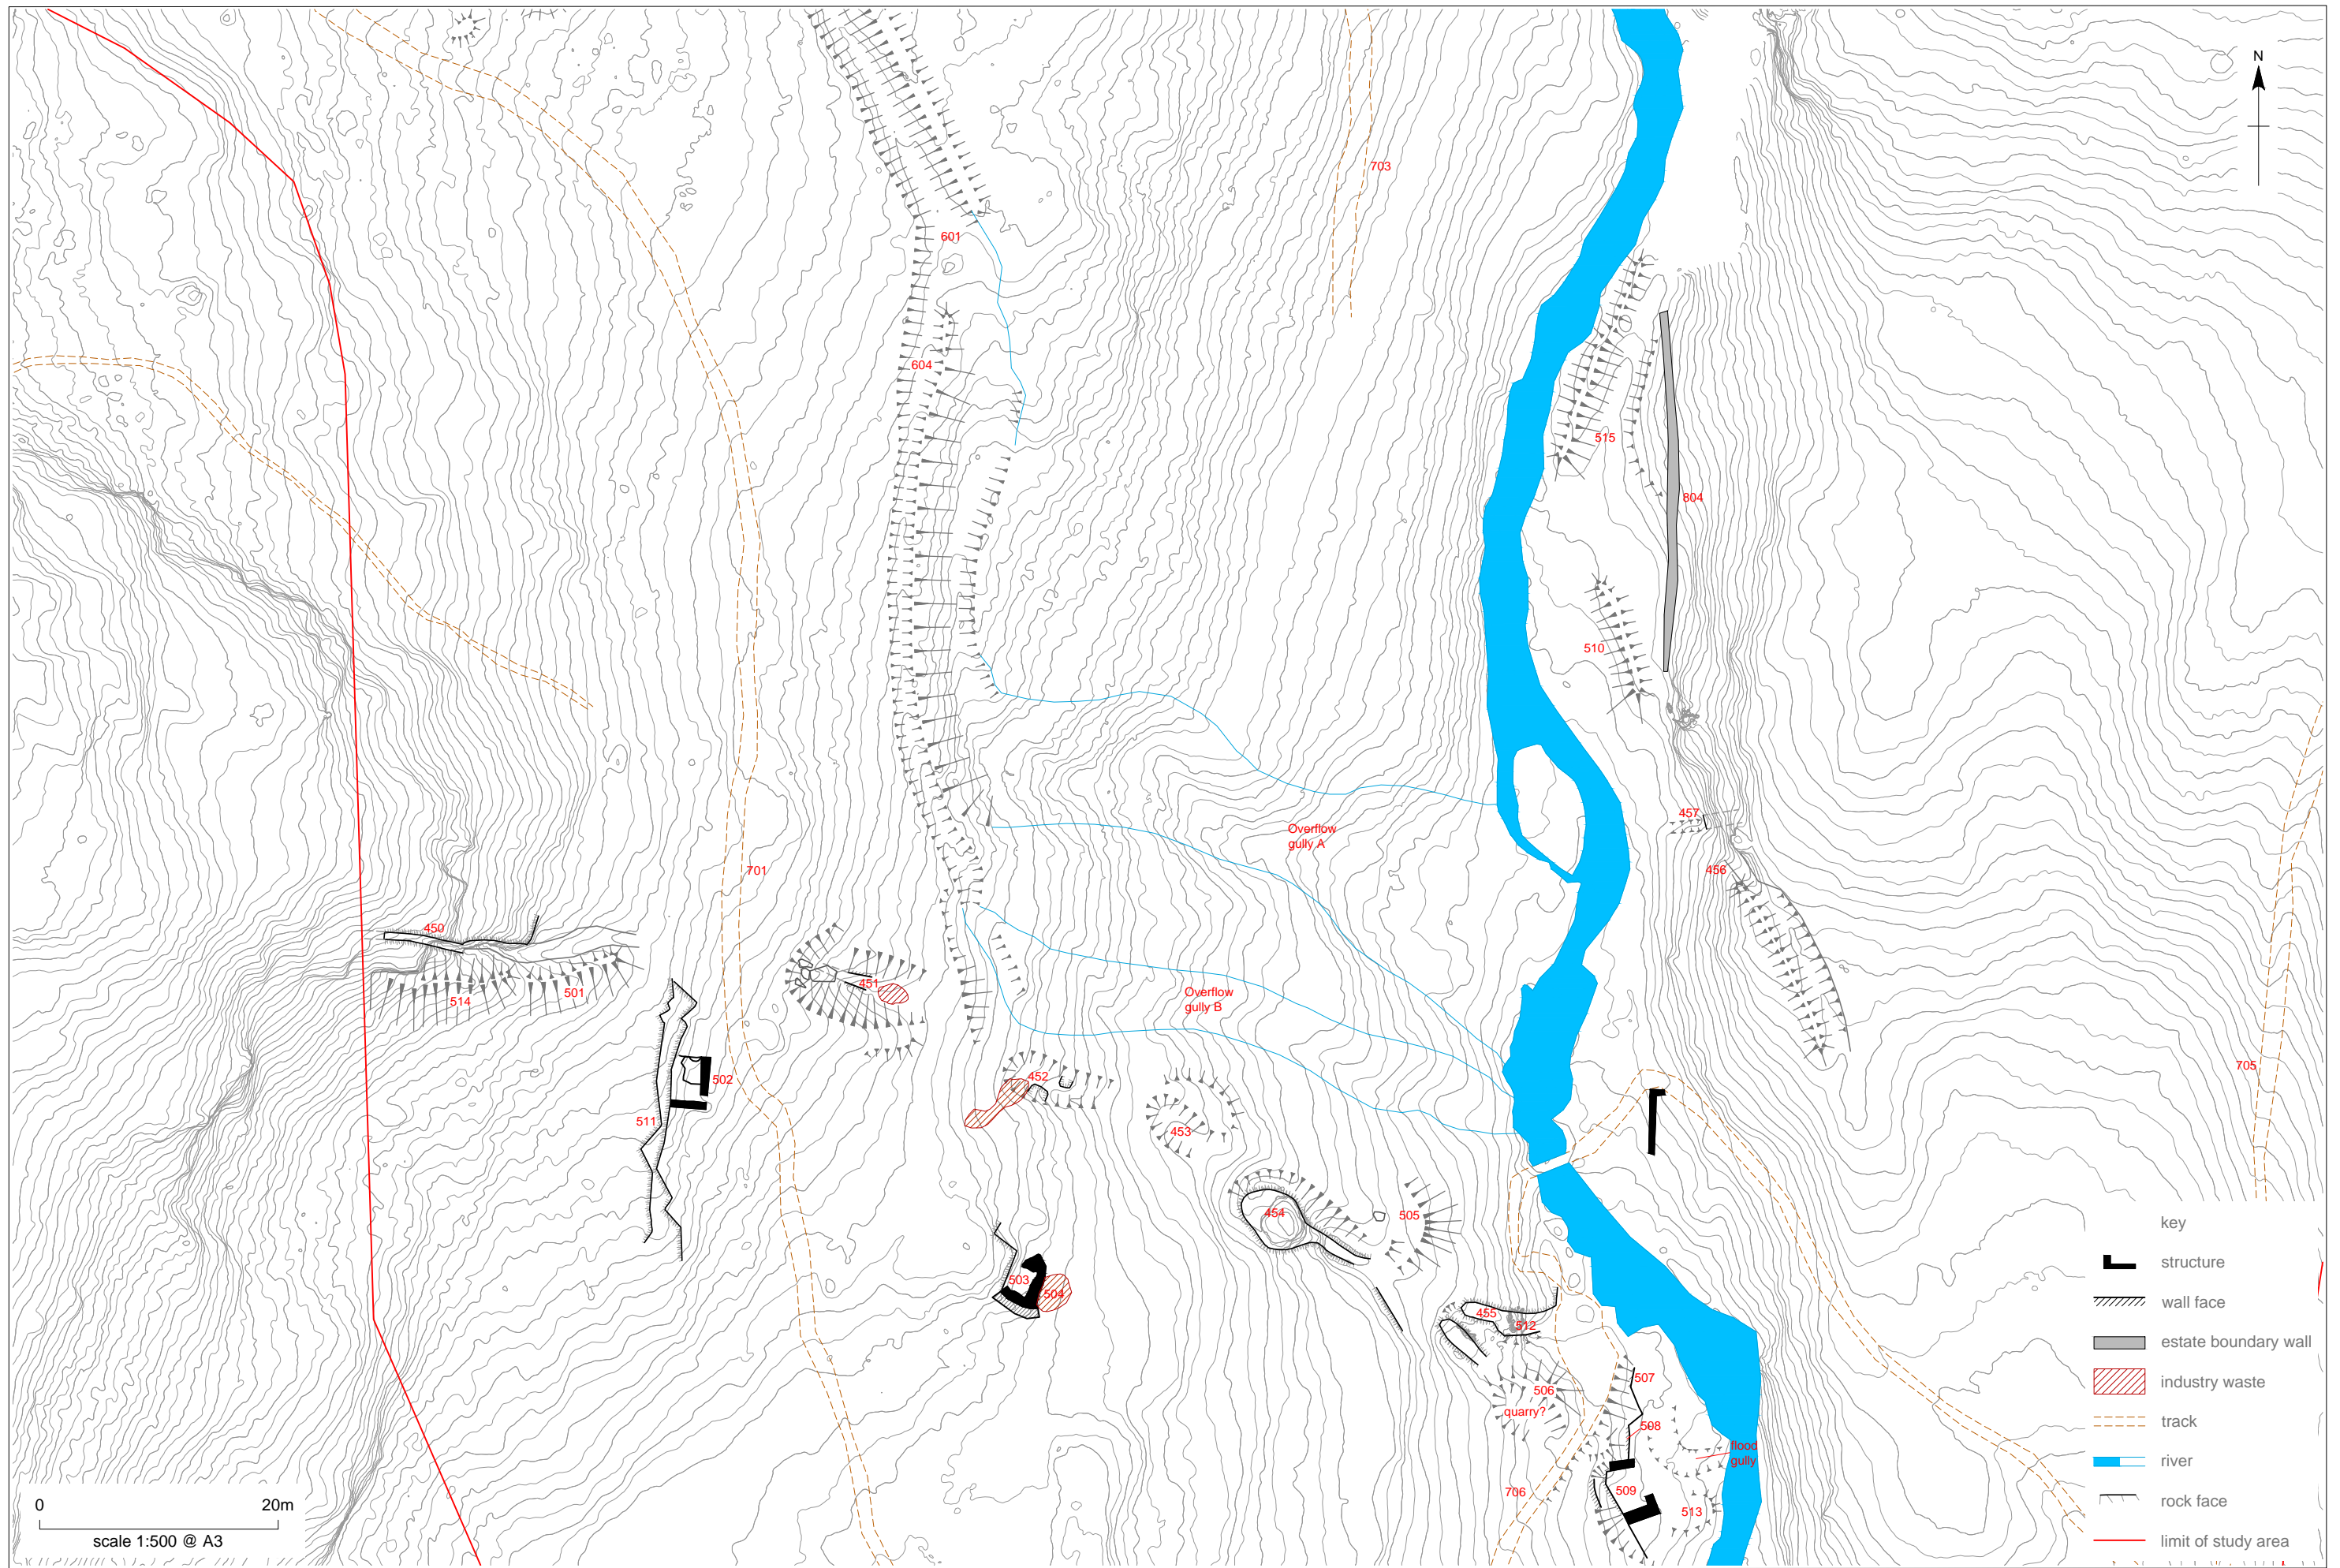 N
703
601
604
515
804
510
Overflow
gully A
457
456
701
450
514
501
451
Overflow
gully B
502
511
452
453
705
454
505
503
504
455
512
506
quarry?
507
508
flood
gully
509
513
706
key
structure
wall face
estate boundary wall
industry waste
track
river
rock face
limit of study area
0 20m
scale 1:500 @ A3